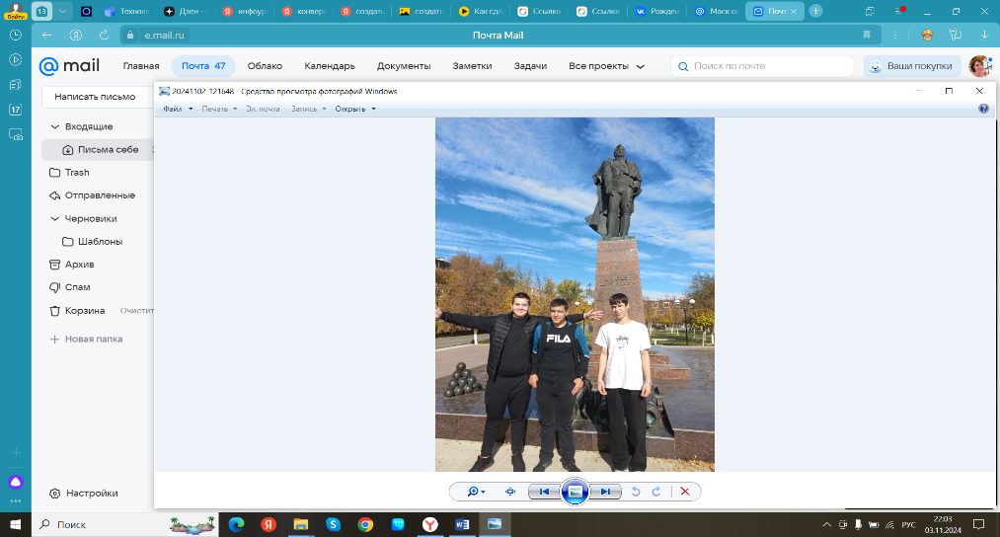 Войти
13
Техноло
Дзен —
инфоур
конверт
создать
создать
Как сде
Ссылки
Ссылки
Рожден
Маск ос
Почт
e.mail.ru
Почта Mail
mail
Главная
Почта 47
Облако
Календарь
Документы
Заметки
Задачи
Все проекты
Поиск по почте
Ваши покупки
Написать письмо
Входящие
Письма себе
Trash
Отправленные
Черновики
Шаблоны
Архив
Спам
Корзина
Очистит
Новая папка
Настройки
17
20241102_121648 - Средство просмотра фотографий Windows
Файл
Печать
Эл. почта
Запись
Открыть
FILA
Поиск
РУС
22:03
03.11.2024